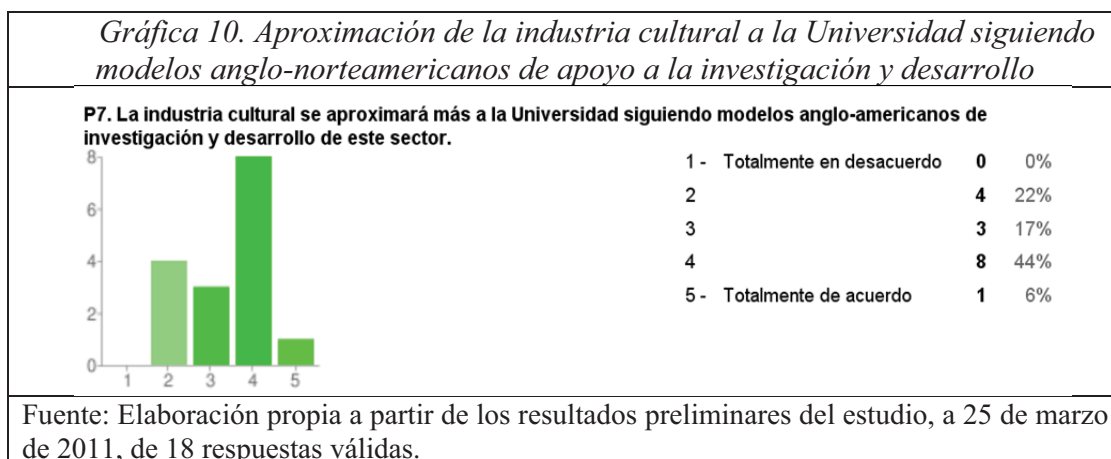 Gráfica 10. Aproximación de la industria cultural a la Universidad siguiendo
modelos anglo-norteamericanos de apoyo a la investigación y desarrollo
P7. La industria cultural se aproximará más a la Universidad siguiendo modelos anglo-americanos de
investigación y desarrollo de este sector.
8
6
4
2
0
1 2 3 4 5
1 - Totalmente en desacuerdo 0 0%
2 4 22%
3 3 17%
4 8 44%
5 - Totalmente de acuerdo 1 6%
Fuente: Elaboración propia a partir de los resultados preliminares del estudio, a 25 de marzo
de 2011, de 18 respuestas válidas.